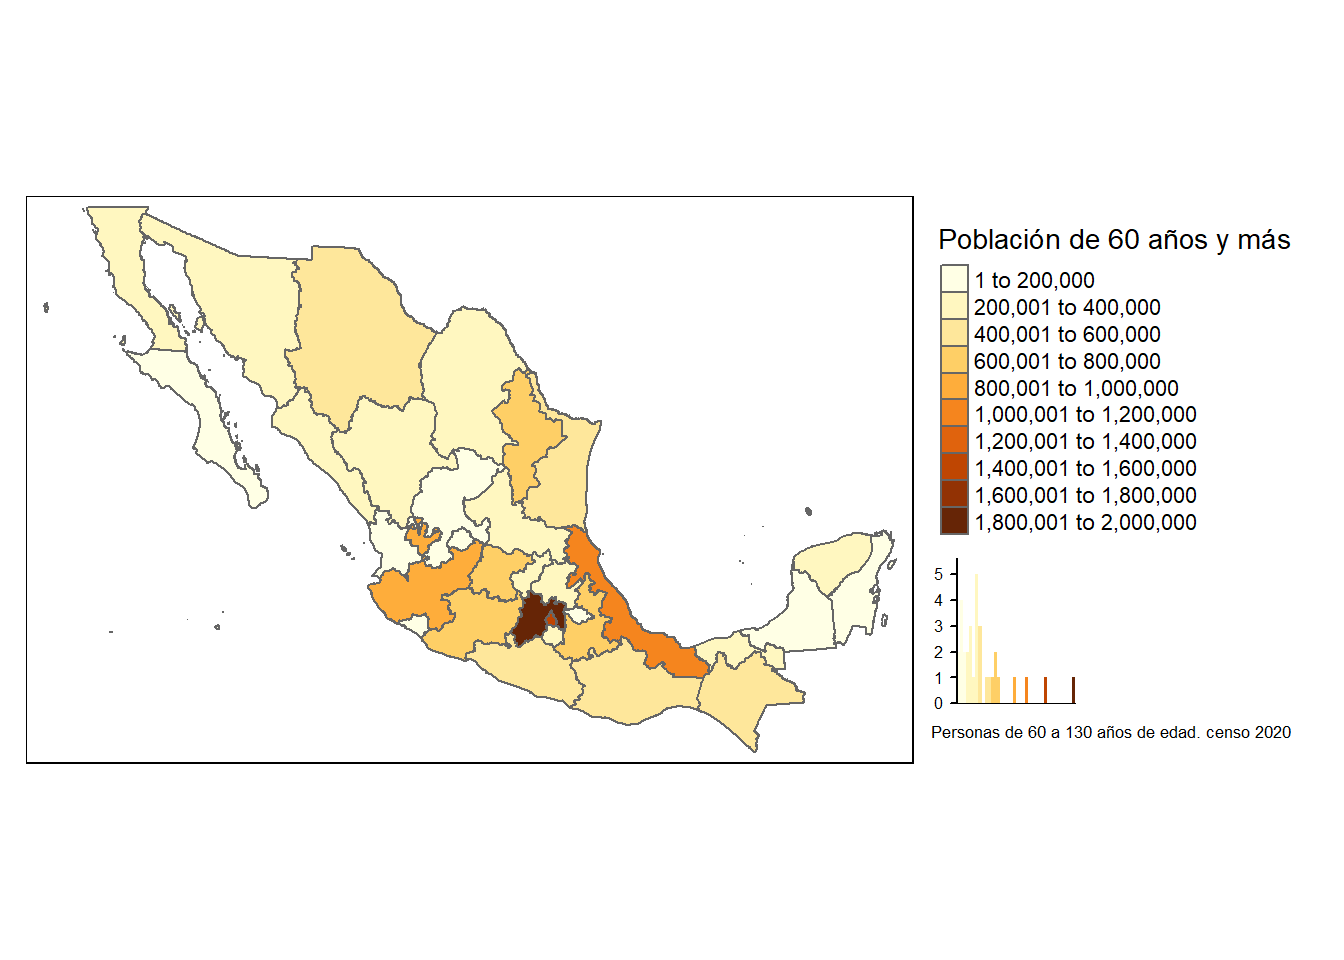 Población de 60 años y más
1 to 200,000
200,001 to 400,000
400,001 to 600,000
600,001 to 800,000
800,001 to 1,000,000
1,000,001 to 1,200,000
1,200,001 to 1,400,000
1,400,001 to 1,600,000
1,600,001 to 1,800,000
1,800,001 to 2,000,000
5
4
3
2
1
0
Personas de 60 a 130 años de edad. censo 2020